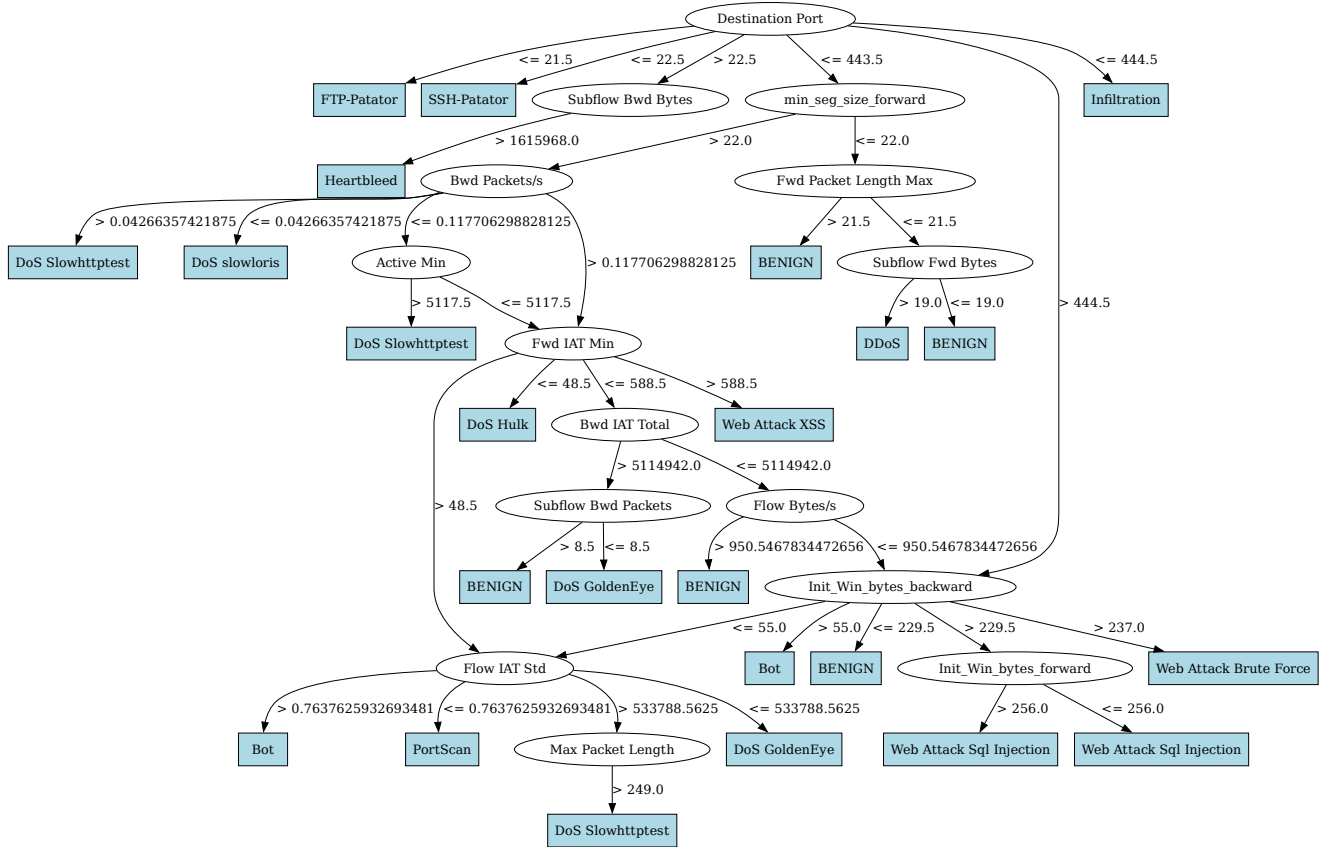 Destination Port
<= 21.5
<= 22.5
> 22.5
<= 443.5
<= 444.5
FTP-Patator
SSH-Patator
Subflow Bwd Bytes
min_seg_size_forward
Infiltration
> 1615968.0
> 22.0
<= 22.0
Heartbleed
Bwd Packets/s
Fwd Packet Length Max
> 0.04266357421875
<= 0.04266357421875
<= 0.117706298828125
> 0.117706298828125
> 21.5
<= 21.5
DoS Slowhttptest
DoS slowloris
Active Min
BENIGN
Subflow Fwd Bytes
> 5117.5
<= 5117.5
> 19.0
<= 19.0
> 444.5
DoS Slowhttptest
Fwd IAT Min
DDoS
BENIGN
<= 48.5
<= 588.5
> 588.5
DoS Hulk
Bwd IAT Total
Web Attack XSS
> 5114942.0
<= 5114942.0
> 48.5
Subflow Bwd Packets
Flow Bytes/s
> 8.5
<= 8.5
> 950.5467834472656
<= 950.5467834472656
BENIGN
DoS GoldenEye
BENIGN
Init_Win_bytes_backward
<= 55.0
> 55.0
<= 229.5
> 229.5
> 237.0
Flow IAT Std
Bot
BENIGN
Init_Win_bytes_forward
Web Attack Brute Force
> 0.7637625932693481
<= 0.7637625932693481
> 533788.5625
<= 533788.5625
> 256.0
<= 256.0
Bot
PortScan
Max Packet Length
DoS GoldenEye
Web Attack Sql Injection
Web Attack Sql Injection
> 249.0
DoS Slowhttptest